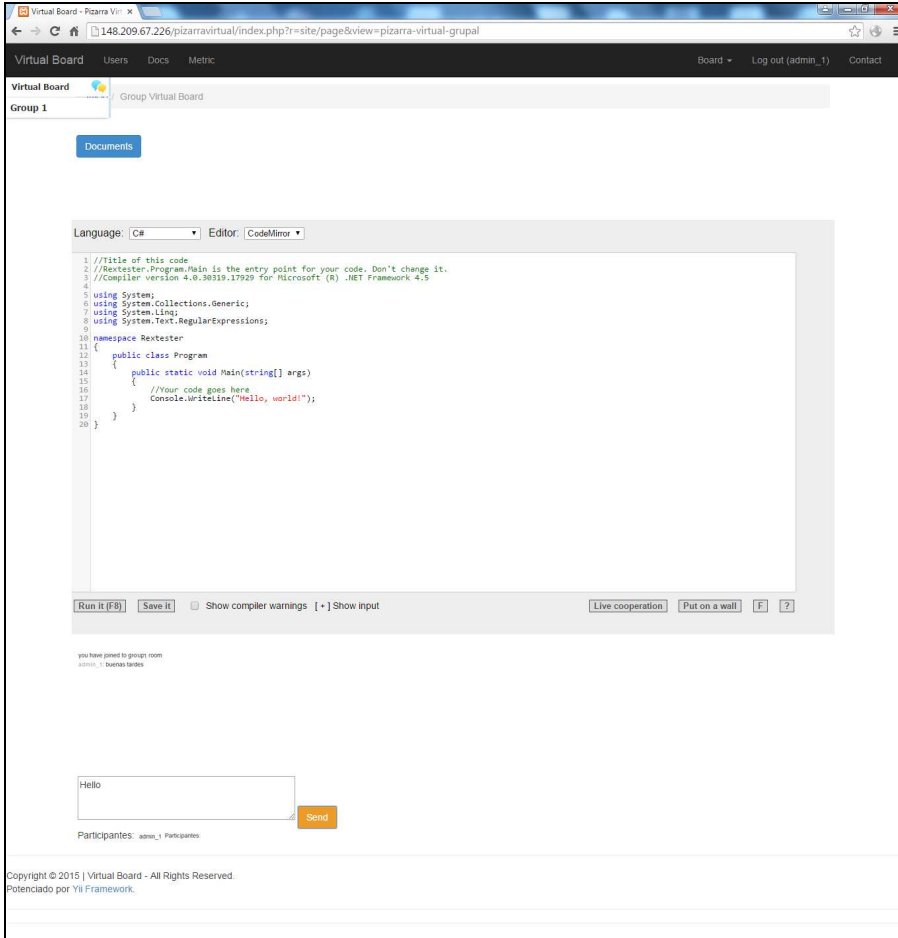 Virtual Board - Pizarra Virt
148.209.67.226/pizarravirtual/index.php?r=site/page&view=pizarra-virtual-grupal
Virtual Board Users Docs Metric Board Log out (admin_1) Contact
Virtual Board
/ Group Virtual Board
Group 1
Documents
Language: C# Editor: CodeMirror
1 //Title of this code
2 //Rextester.Program.Main is the entry point for your code. Don't change it.
3 //Compiler version 4.0.30319.17929 for Microsoft (R) .NET Framework 4.5
4
5 using System;
6 using System.Collections.Generic;
7 using System.Linq;
8 using System.Text.RegularExpressions;
9
10 namespace Rextester
11 {
12     public class Program
13     {
14         public static void Main(string[] args)
15         {
16             //Your code goes here
17             Console.WriteLine("Hello, world!");
18         }
19     }
20 }
Run it (F8) Save it Show compiler warnings [ + ] Show input Live cooperation Put on a wall F ?
you have joined to group1 room
admin_1: buenas tardes
Hello
Send
Participantes: admin_1 Participantes
Copyright © 2015 | Virtual Board - All Rights Reserved.
Potenciado por Yii Framework.